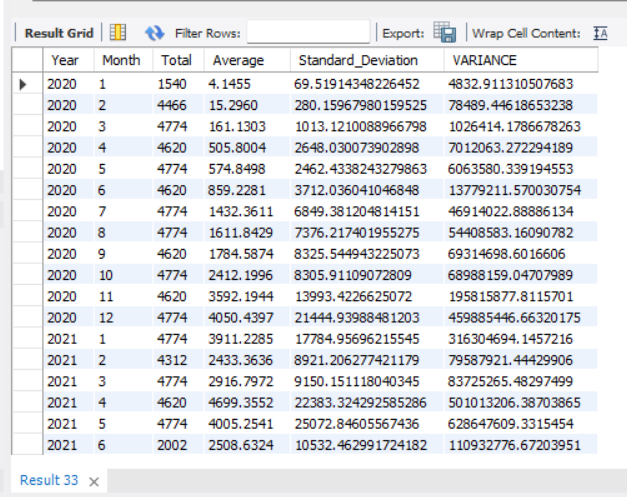 Result Grid Filter Rows: Export: Wrap Cell Content: IA
Year Month Total Average Standard_Deviation VARIANCE
2020 1 1540 4.1455 69.51914348226452 4832.911310507683
2020 2 4466 15.2960 280.15967980159525 78489.44618653238
2020 3 4774 161.1303 1013.1210088966798 1026414.1786678263
2020 4 4620 505.8004 2648.030073902898 7012063.272294189
2020 5 4774 574.8498 2462.4338243279863 6063580.339194553
2020 6 4620 859.2281 3712.036041046848 13779211.570030754
2020 7 4774 1432.3611 6849.381204814151 46914022.88886134
2020 8 4774 1611.8429 7376.217401955275 54408583.16090782
2020 9 4620 1784.5874 8325.544943225073 69314698.6016606
2020 10 4774 2412.1996 8305.91109072809 68988159.04707989
2020 11 4620 3592.1944 13993.4226625072 195815877.8115701
2020 12 4774 4050.4397 21444.93988481203 459885446.66320175
2021 1 4774 3911.2285 17784.95696215545 316304694.1457216
2021 2 4312 2433.3636 8921.206277421179 79587921.44429906
2021 3 4774 2916.7972 9150.151118040345 83725265.48297499
2021 4 4620 4699.3552 22383.324292585286 501013206.38703865
2021 5 4774 4005.2541 25072.84605567436 628647609.3315454
2021 6 2002 2508.6324 10532.462991724182 110932776.67203951
Result 33 ×